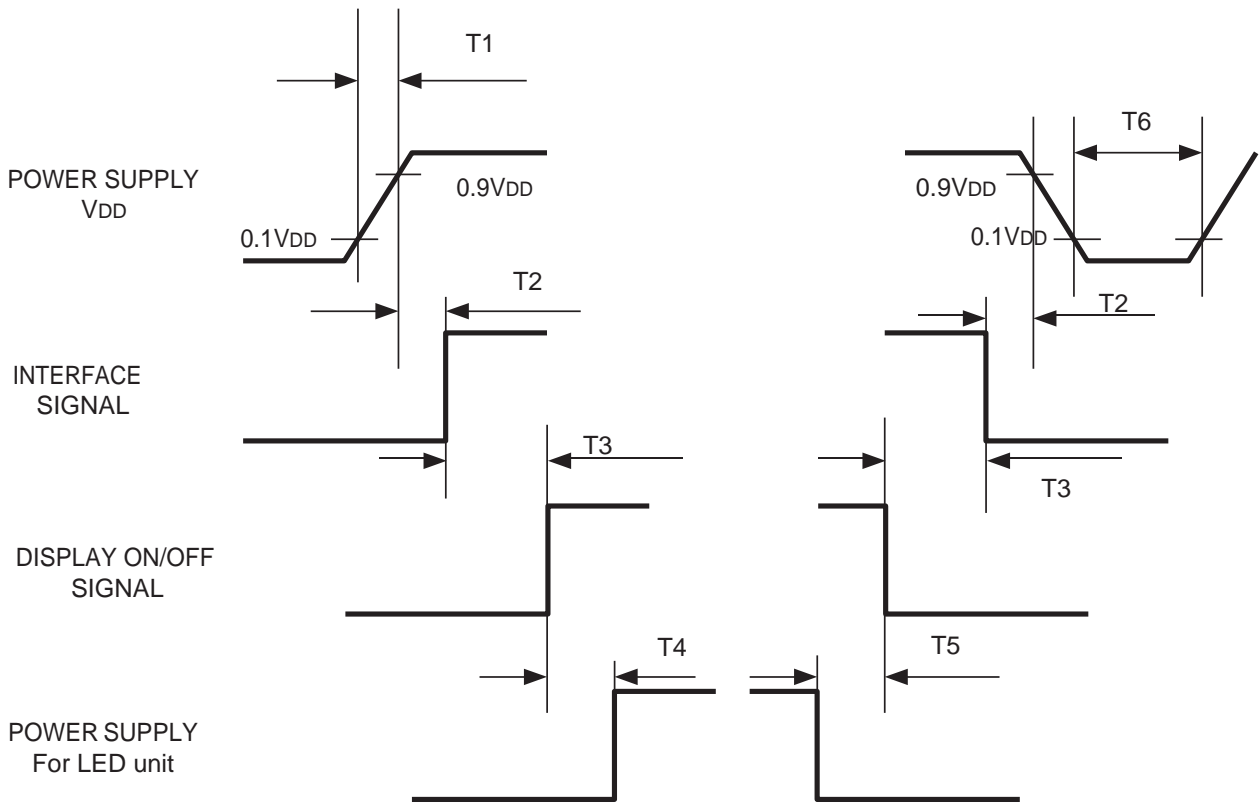 T1
T6
POWER SUPPLY
VDD
0.9VDD
0.9VDD
0.1VDD
0.1VDD
T2
T2
INTERFACE
SIGNAL
T3
T3
DISPLAY ON/OFF
SIGNAL
T4
T5
POWER SUPPLY
For LED unit